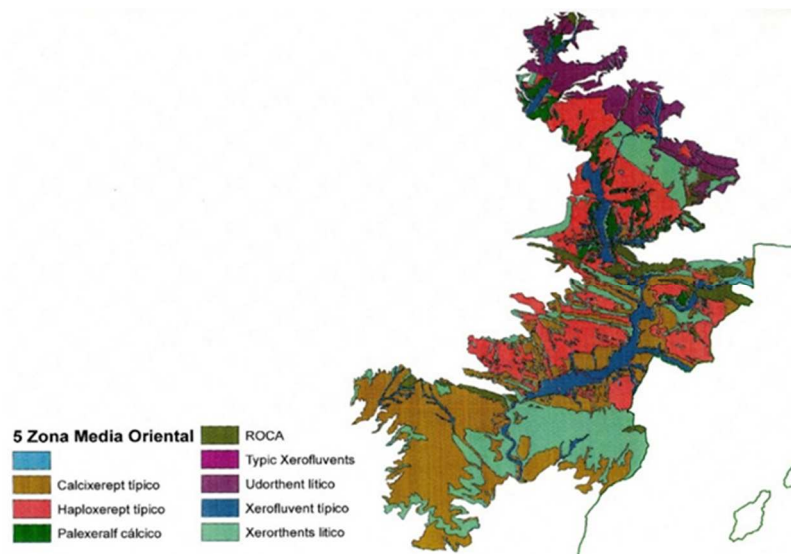 5 Zona Media Oriental
Calcixerept típico
Haploxerept típico
Palexeralf cálcico
ROCA
Typic Xerofluvents
Udorthent lítico
Xerofluvent típico
Xerorthents lítico